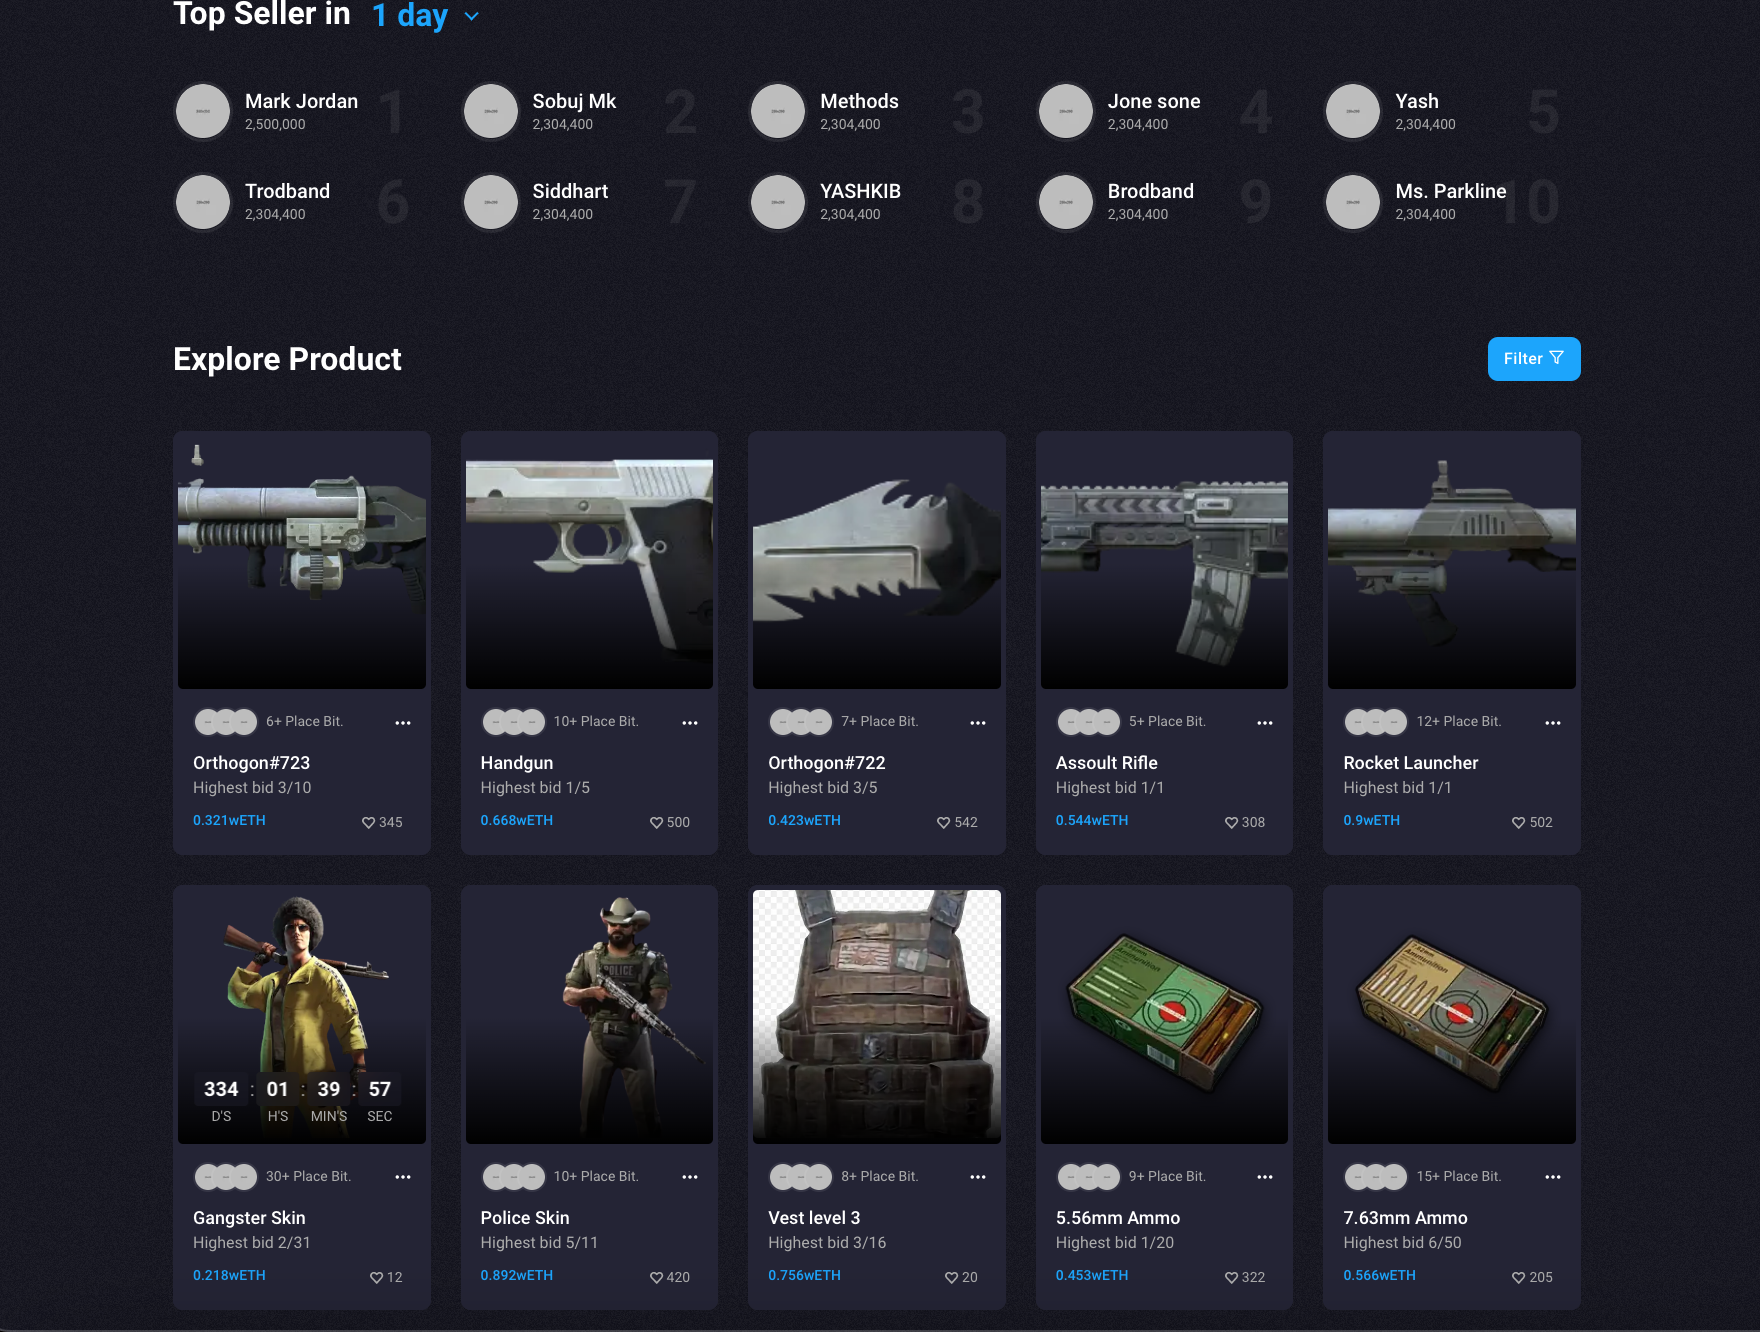 Top Seller in 1 day
Mark Jordan
2,500,000
1
Sobuj Mk
2,304,400
2
Methods
2,304,400
3
Jone sone
2,304,400
4
Yash
2,304,400
5
Trodband
2,304,400
6
Siddhart
2,304,400
7
YASHKIB
2,304,400
8
Brodband
2,304,400
9
Ms. Parkline
2,304,400
10
Explore Product
Filter
6+ Place Bit.
Orthogon#723
Highest bid 3/10
0.321wETH
345
10+ Place Bit.
Handgun
Highest bid 1/5
0.668wETH
500
7+ Place Bit.
Orthogon#722
Highest bid 3/5
0.423wETH
542
5+ Place Bit.
Assoult Rifle
Highest bid 1/1
0.544wETH
308
12+ Place Bit.
Rocket Launcher
Highest bid 1/1
0.9wETH
502
334 : 01 : 39 : 57
D'S H'S MIN'S SEC
30+ Place Bit.
Gangster Skin
Highest bid 2/31
0.218wETH
12
POLICE
10+ Place Bit.
Police Skin
Highest bid 5/11
0.892wETH
420
8+ Place Bit.
Vest level 3
Highest bid 3/16
0.756wETH
20
Ammunition
9+ Place Bit.
5.56mm Ammo
Highest bid 1/20
0.453wETH
322
Ammunition
15+ Place Bit.
7.63mm Ammo
Highest bid 6/50
0.566wETH
205